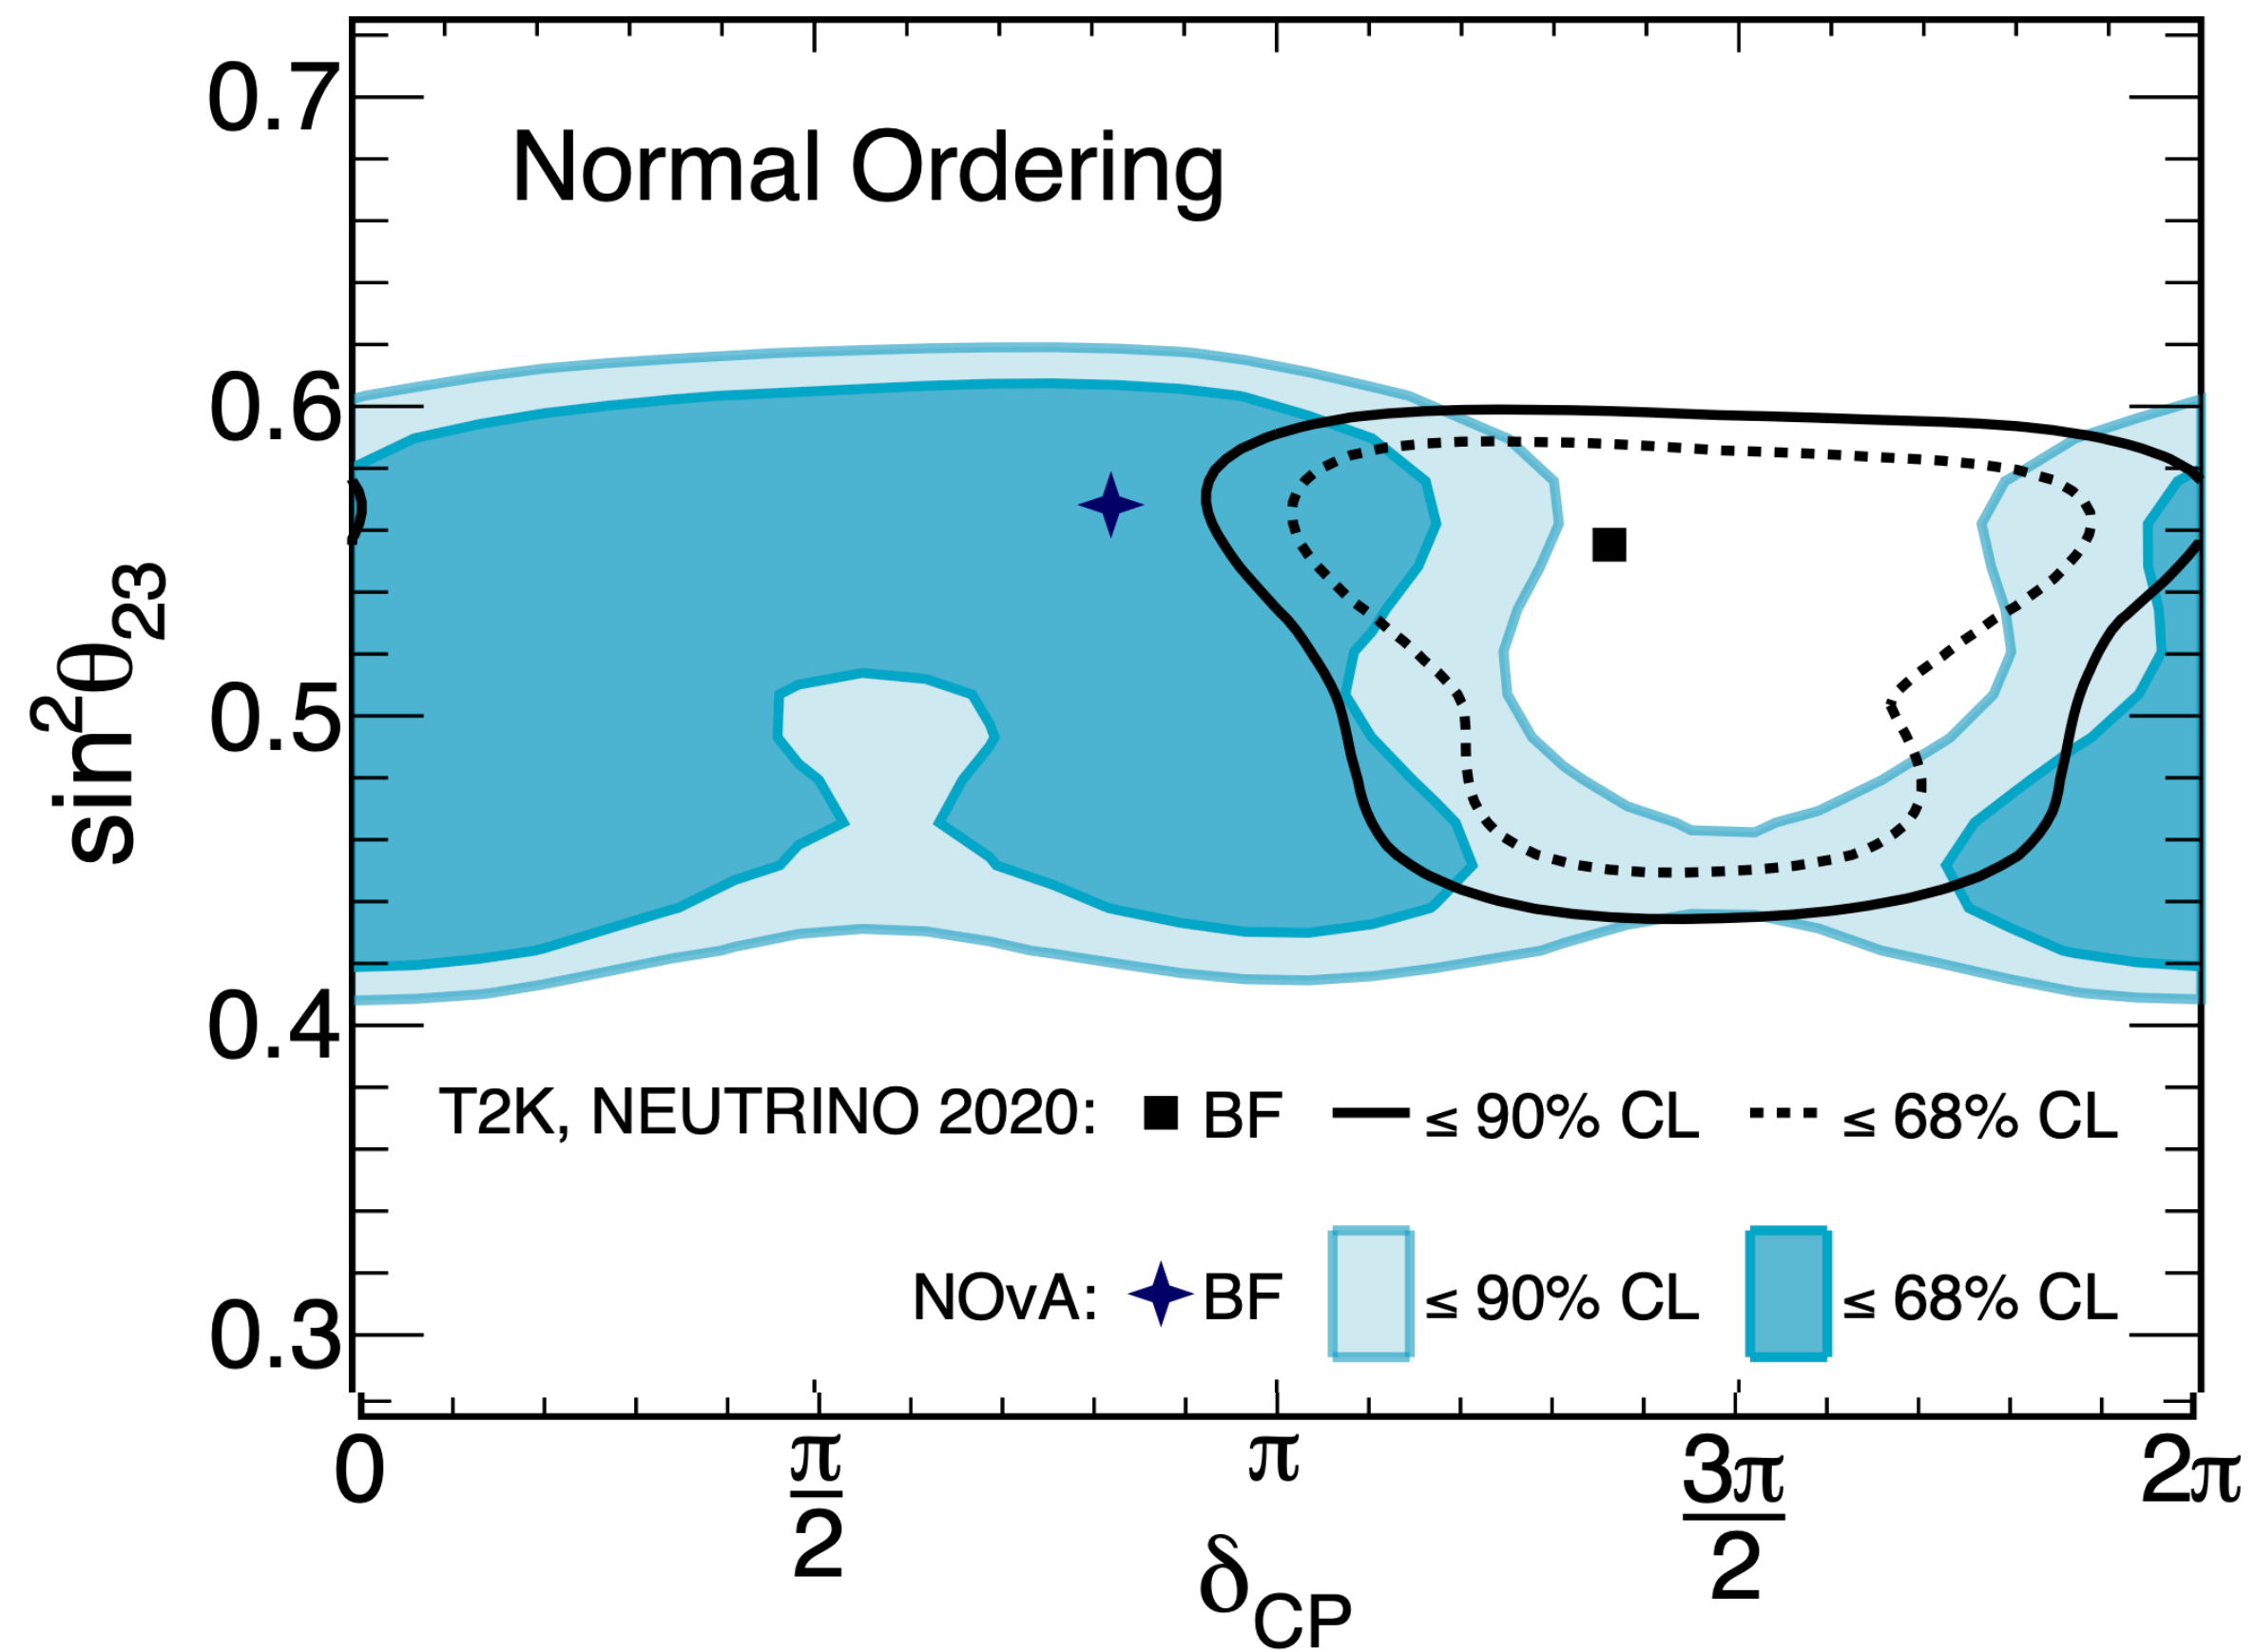 0.7
Normal Ordering
0.6
sin²θ₂₃
0.5
0.4
T2K, NEUTRINO 2020: BF ≤ 90% CL ≤ 68% CL
NOvA: BF ≤ 90% CL ≤ 68% CL
0.3
0 π/2 π 3π/2 2π
δCP